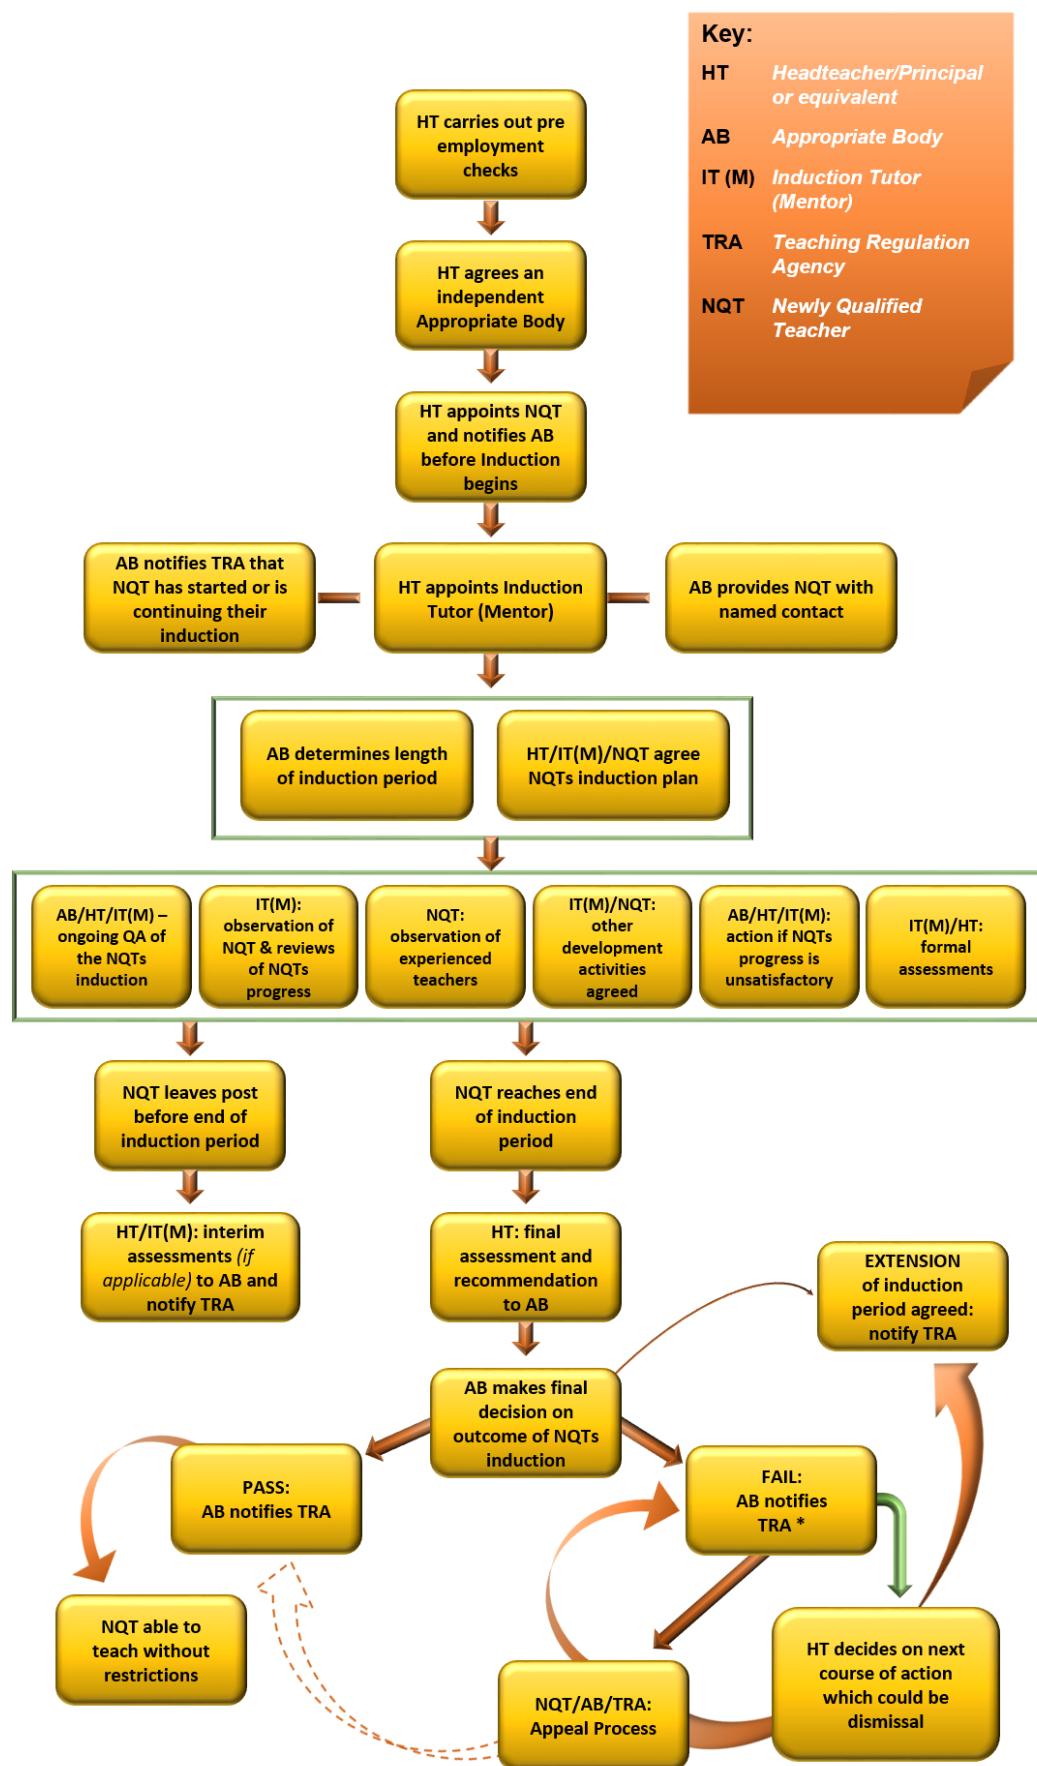 Key:
HT Headteacher/Principal
or equivalent
AB Appropriate Body
IT (M) Induction Tutor
(Mentor)
TRA Teaching Regulation
Agency
NQT Newly Qualified
Teacher
HT carries out pre
employment
checks
HT agrees an
independent
Appropriate Body
HT appoints NQT
and notifies AB
before Induction
begins
AB notifies TRA that
NQT has started or is
continuing their
induction
HT appoints Induction
Tutor (Mentor)
AB provides NQT with
named contact
AB determines length
of induction period
HT/IT(M)/NQT agree
NQTs induction plan
AB/HT/IT(M) –
ongoing QA of
the NQTs
induction
IT(M):
observation of
NQT & reviews
of NQTs
progress
NQT:
observation of
experienced
teachers
IT(M)/NQT:
other
development
activities
agreed
AB/HT/IT(M):
action if NQTs
progress is
unsatisfactory
IT(M)/HT:
formal
assessments
NQT leaves post
before end of
induction period
NQT reaches end
of induction
period
HT/IT(M): interim
assessments (if
applicable) to AB and
notify TRA
HT: final
assessment and
recommendation
to AB
EXTENSION
of induction
period agreed:
notify TRA
AB makes final
decision on
outcome of NQTs
induction
PASS:
AB notifies TRA
FAIL:
AB notifies
TRA *
NQT able to
teach without
restrictions
NQT/AB/TRA:
Appeal Process
HT decides on next
course of action
which could be
dismissal